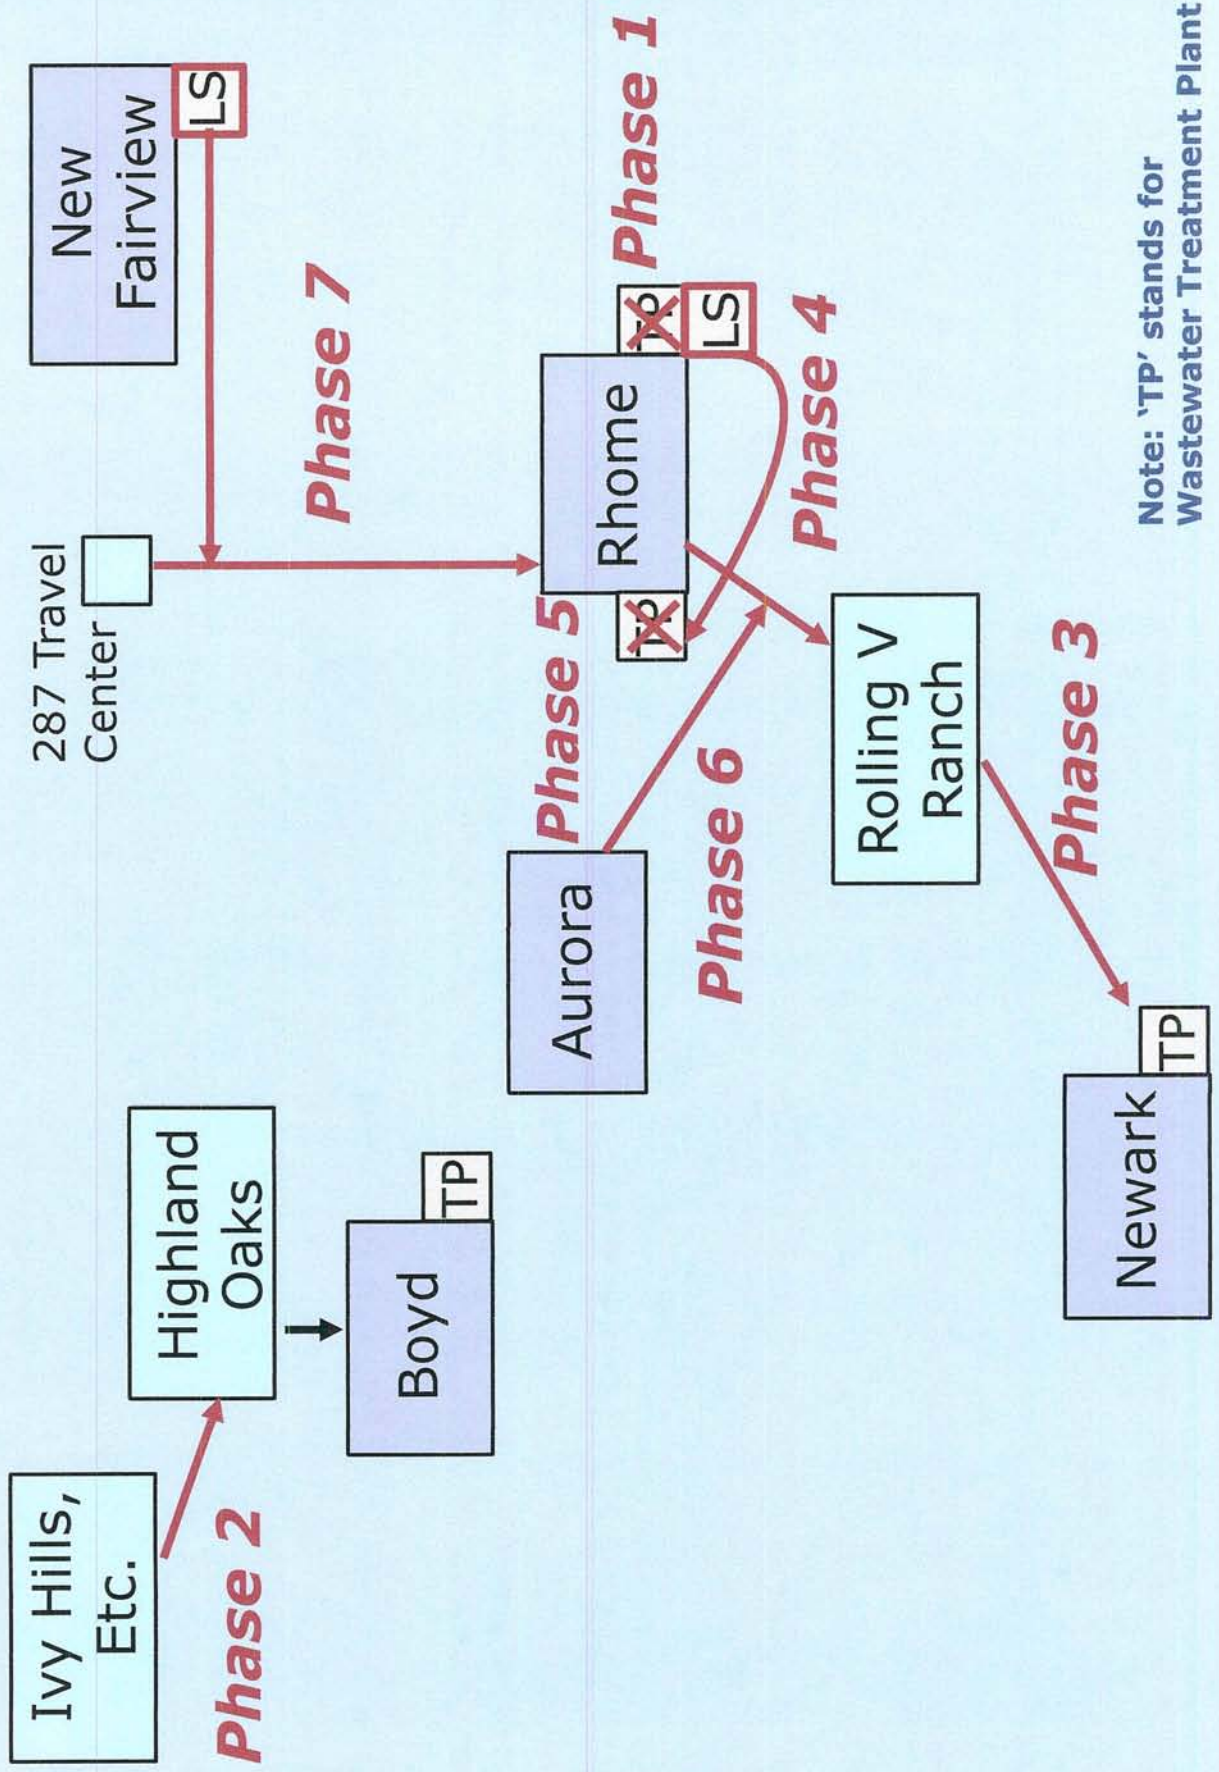 Ivy Hills,
Etc.
Phase 2
Highland
Oaks
Boyd
TP
287 Travel
Center
New
Fairview
LS
Phase 7
Aurora
Phase 5
Phase 6
Rhome
TP
TP
LS
Phase 1
Phase 4
Rolling V
Ranch
Phase 3
Newark
TP
Note: ‘TP’ stands for
Wastewater Treatment Plant